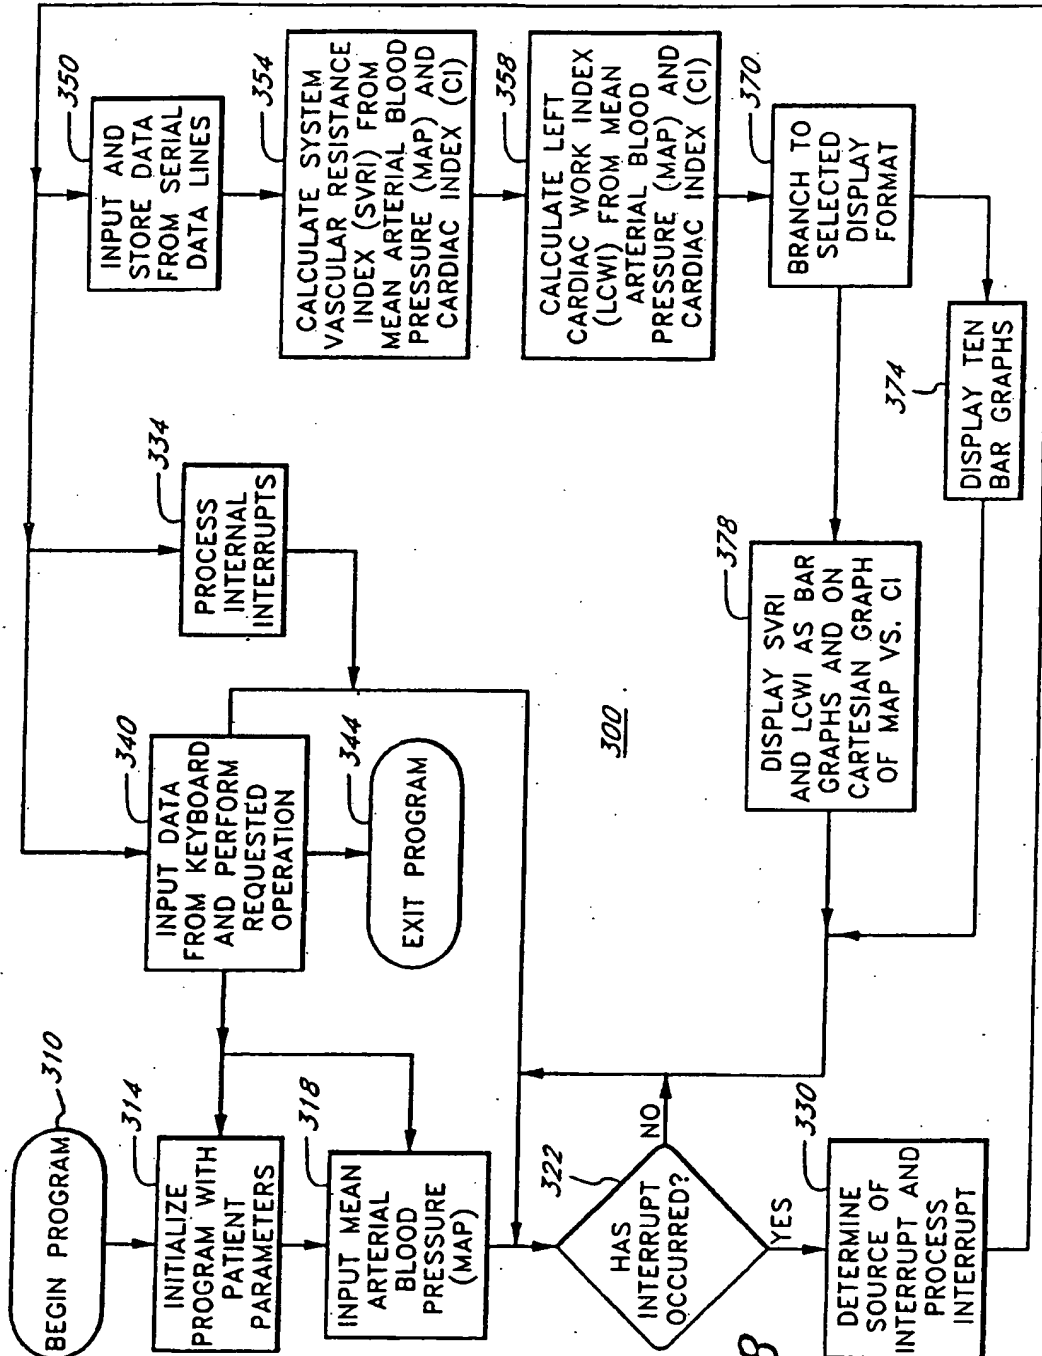 BEGIN PROGRAM
310
314
INITIALIZE
PROGRAM WITH
PATIENT
PARAMETERS
318
INPUT MEAN
ARTERIAL
BLOOD
PRESSURE
(MAP)
322
HAS
INTERRUPT
OCCURRED?
NO
YES
330
DETERMINE
SOURCE OF
INTERRUPT AND
PROCESS
INTERRUPT
334
PROCESS
INTERNAL
INTERRUPTS
340
INPUT DATA
FROM KEYBOARD
AND PERFORM
REQUESTED
OPERATION
344
EXIT PROGRAM
300
350
INPUT AND
STORE DATA
FROM SERIAL
DATA LINES
354
CALCULATE SYSTEM
VASCULAR RESISTANCE
INDEX (SVRI) FROM
MEAN ARTERIAL BLOOD
PRESSURE (MAP) AND
CARDIAC INDEX (CI)
358
CALCULATE LEFT
CARDIAC WORK INDEX
(LCWI) FROM MEAN
ARTERIAL BLOOD
PRESSURE (MAP) AND
CARDIAC INDEX (CI)
370
BRANCH TO
SELECTED
DISPLAY
FORMAT
374
DISPLAY TEN
BAR GRAPHS
378
DISPLAY SVRI
AND LCWI AS BAR
GRAPHS AND ON
CARTESIAN GRAPH
OF MAP VS. CI
8